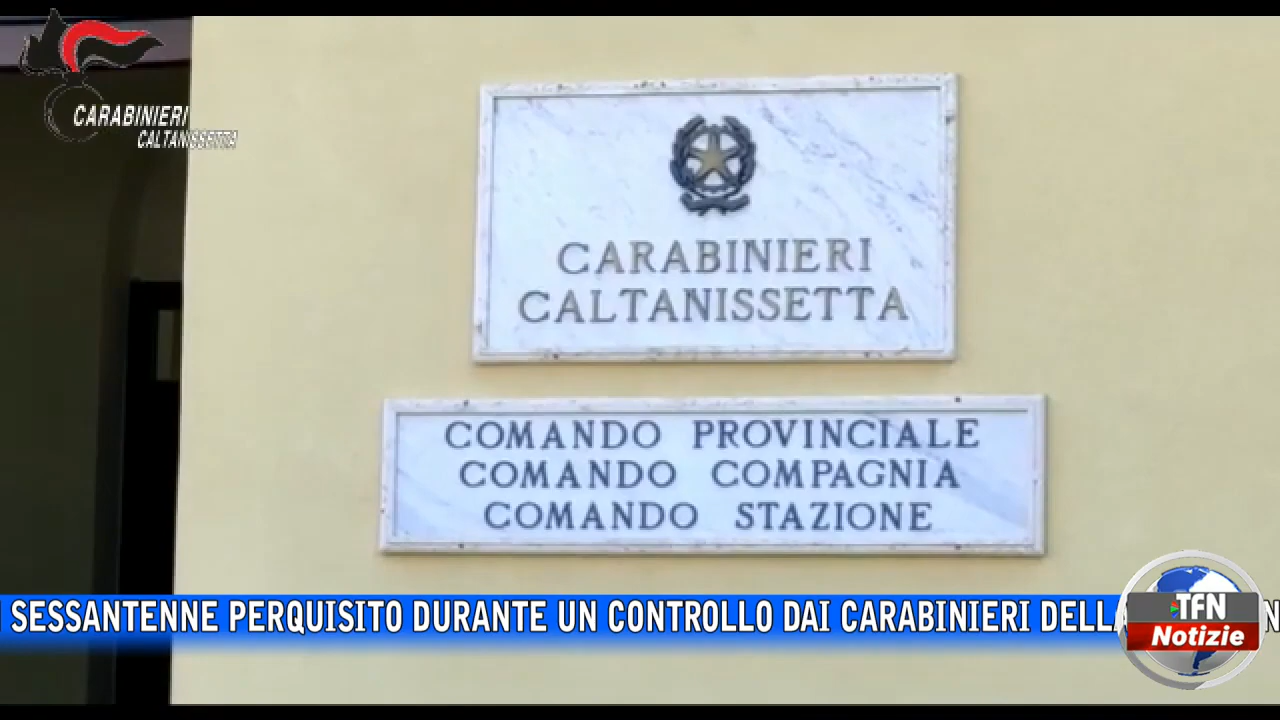 CARABINIERI
CALTANISSETTA
CARABINIERI
CALTANISSETTA
COMANDO PROVINCIALE
COMANDO COMPAGNIA
COMANDO STAZIONE
SESSANTENNE PERQUISITO DURANTE UN CONTROLLO DAI CARABINIERI
TFN
Notizie